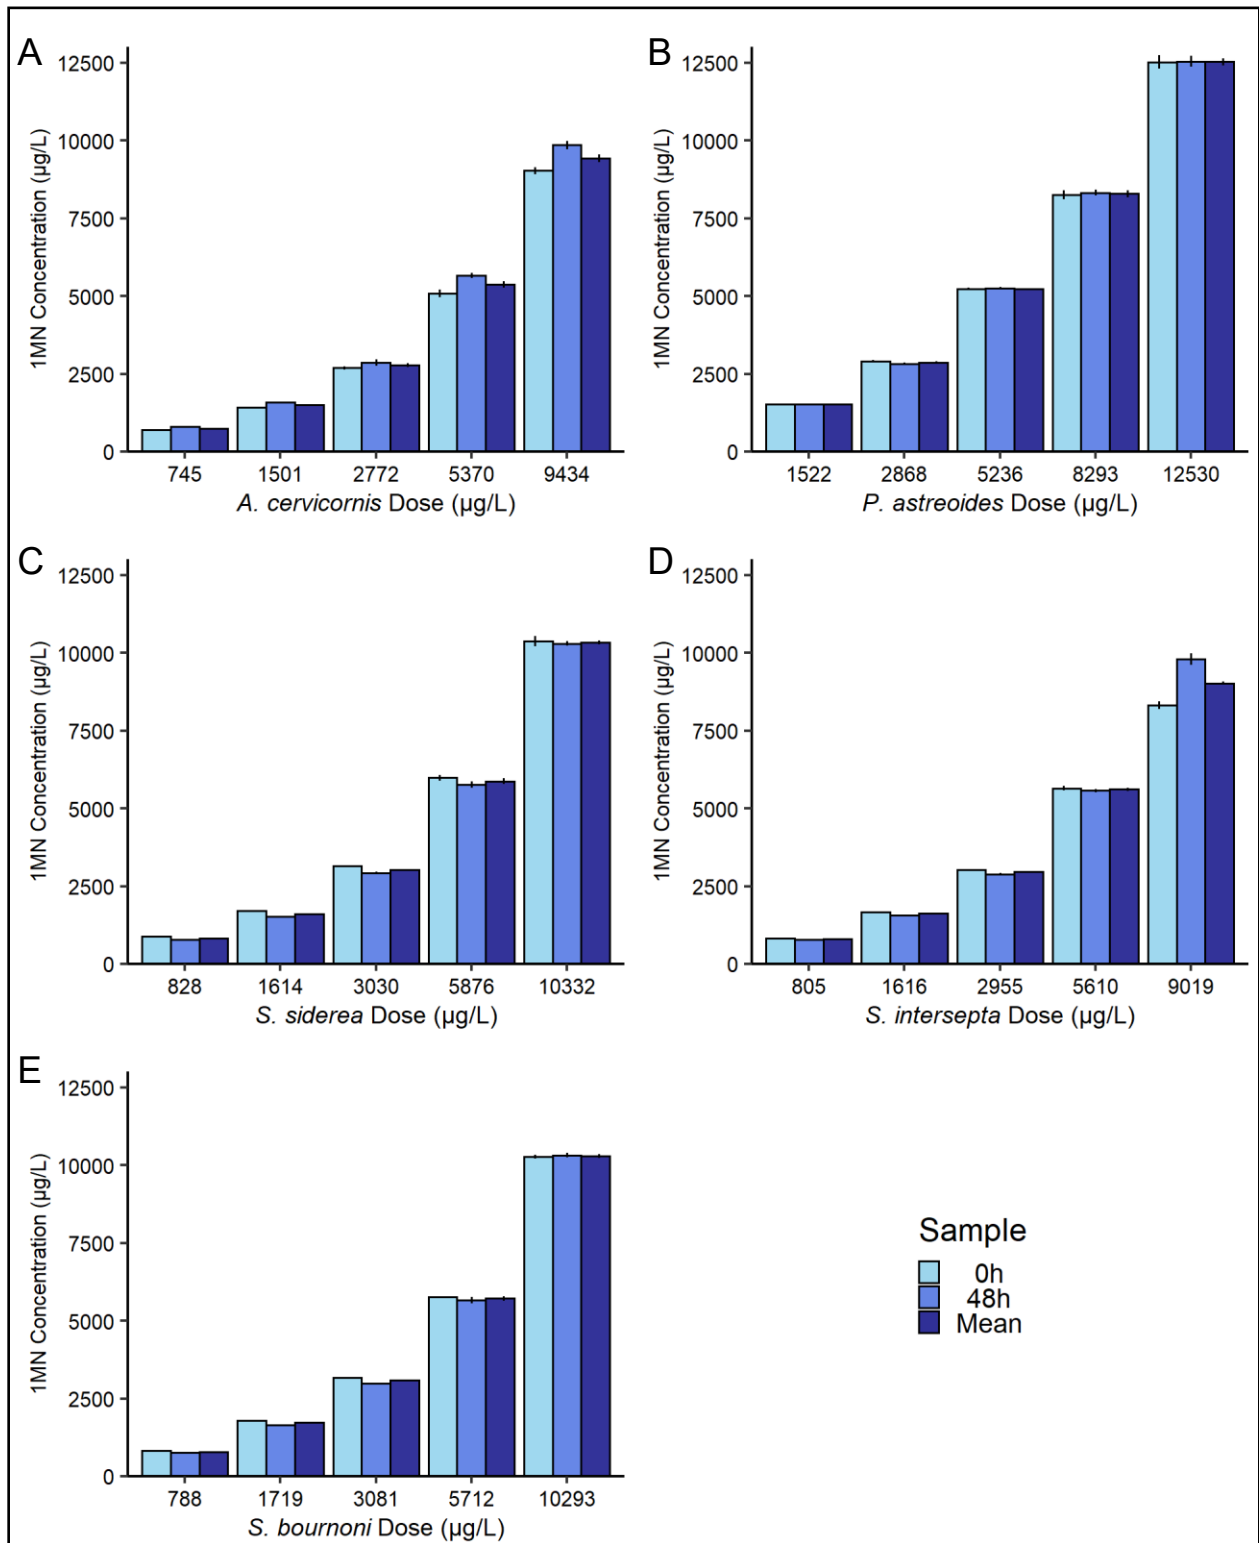 A
12500
10000
7500
5000
2500
0
1MN Concentration (µg/L)
745 1501 2772 5370 9434
A. cervicornis Dose (µg/L)
B
12500
10000
7500
5000
2500
0
1MN Concentration (µg/L)
1522 2868 5236 8293 12530
P. astreoides Dose (µg/L)
C
12500
10000
7500
5000
2500
0
1MN Concentration (µg/L)
828 1614 3030 5876 10332
S. siderea Dose (µg/L)
D
12500
10000
7500
5000
2500
0
1MN Concentration (µg/L)
805 1616 2955 5610 9019
S. intersepta Dose (µg/L)
E
12500
10000
7500
5000
2500
0
1MN Concentration (µg/L)
788 1719 3081 5712 10293
S. bournoni Dose (µg/L)
Sample
0h
48h
Mean